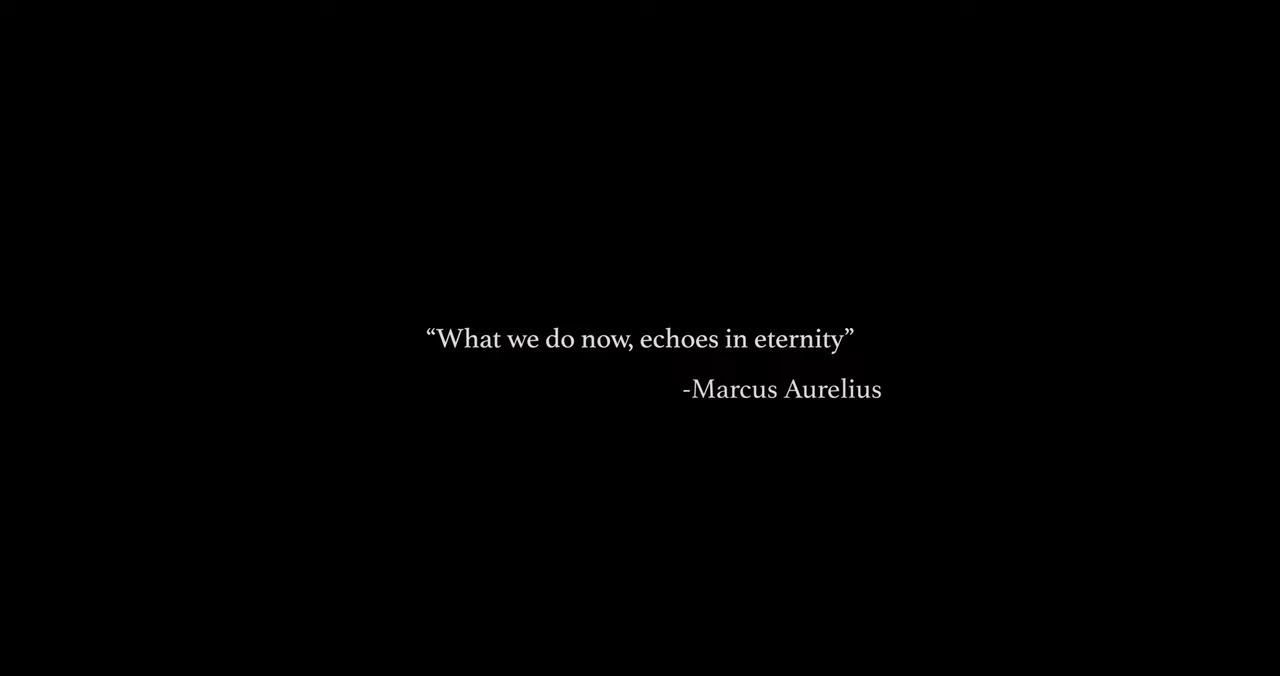 “What we do now, echoes in eternity”
-Marcus Aurelius